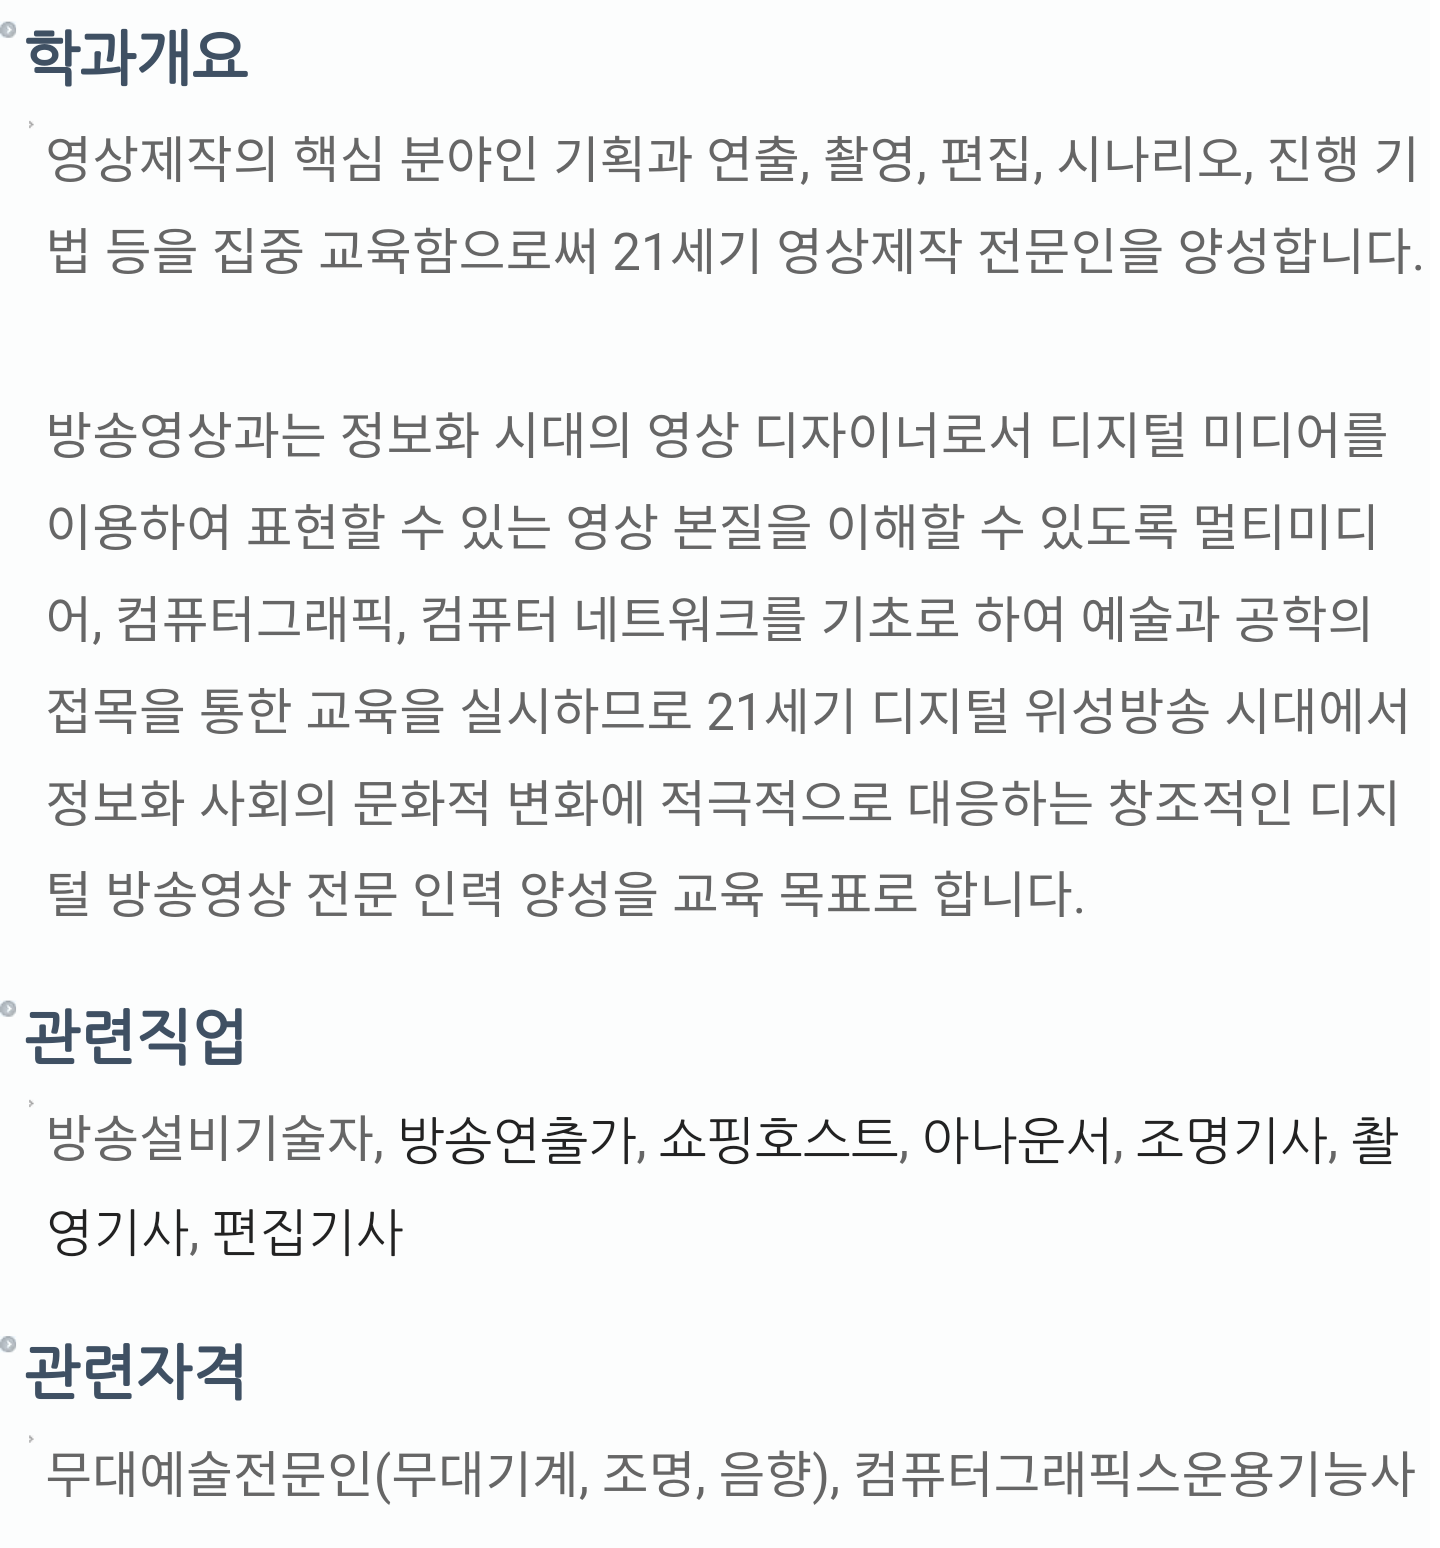 학과개요
영상제작의 핵심 분야인 기획과 연출, 촬영, 편집, 시나리오, 진행 기
법 등을 집중 교육함으로써 21세기 영상제작 전문인을 양성합니다.
방송영상과는 정보화 시대의 영상 디자이너로서 디지털 미디어를
이용하여 표현할 수 있는 영상 본질을 이해할 수 있도록 멀티미디
어, 컴퓨터그래픽, 컴퓨터 네트워크를 기초로 하여 예술과 공학의
접목을 통한 교육을 실시하므로 21세기 디지털 위성방송 시대에서
정보화 사회의 문화적 변화에 적극적으로 대응하는 창조적인 디지
털 방송영상 전문 인력 양성을 교육 목표로 합니다.
관련직업
방송설비기술자, 방송연출가, 쇼핑호스트, 아나운서, 조명기사, 촬
영기사, 편집기사
관련자격
무대예술전문인(무대기계, 조명, 음향), 컴퓨터그래픽스운용기능사